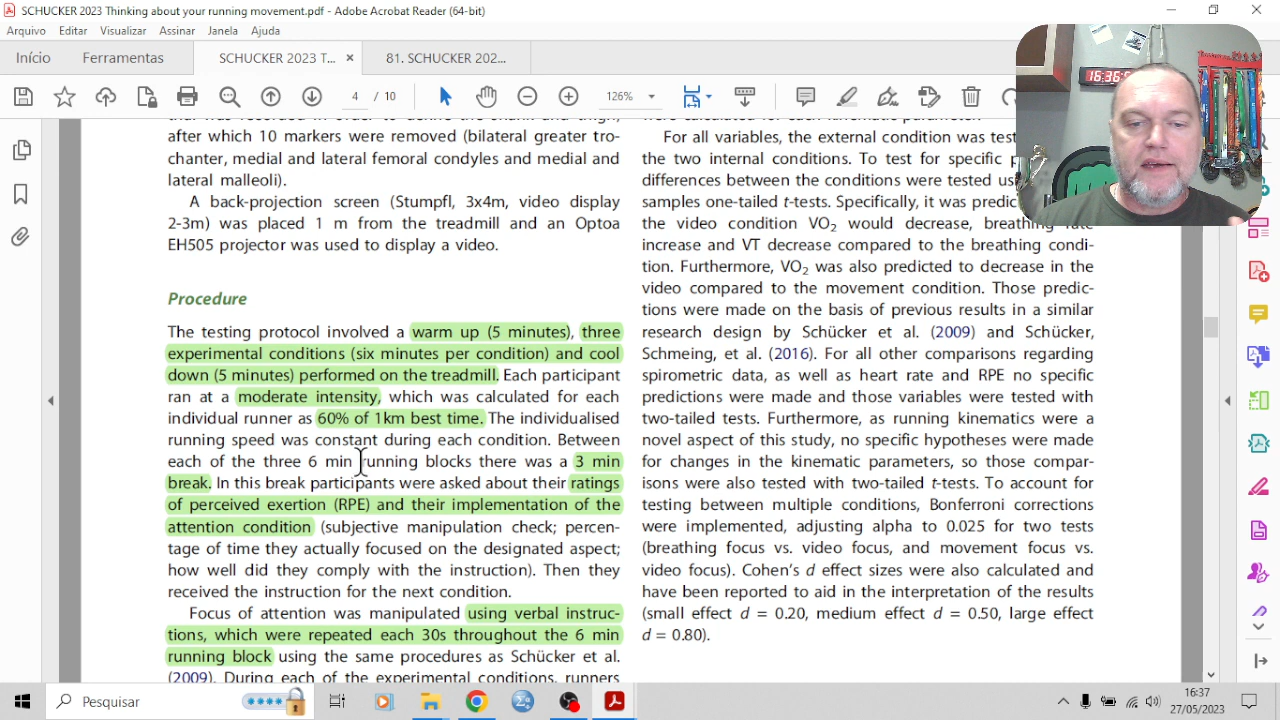 SCHUCKER 2023 Thinking about your running movement.pdf - Adobe Acrobat Reader (64-bit)
Arquivo Editar Visualizar Assinar Janela Ajuda
Início Ferramentas SCHUCKER 2023 T... × 81. SCHUCKER 202...
4 / 10 126%
16:36:5
after which 10 markers were removed (bilateral greater tro-
chanter, medial and lateral femoral condyles and medial and
lateral malleoli).
A back-projection screen (Stumpfl, 3x4m, video display
2-3m) was placed 1 m from the treadmill and an Optoa
EH505 projector was used to display a video.
Procedure
The testing protocol involved a warm up (5 minutes), three
experimental conditions (six minutes per condition) and cool
down (5 minutes) performed on the treadmill. Each participant
ran at a moderate intensity, which was calculated for each
individual runner as 60% of 1km best time. The individualised
running speed was constant during each condition. Between
each of the three 6 min running blocks there was a 3 min
break. In this break participants were asked about their ratings
of perceived exertion (RPE) and their implementation of the
attention condition (subjective manipulation check; percen-
tage of time they actually focused on the designated aspect;
how well did they comply with the instruction). Then they
received the instruction for the next condition.
Focus of attention was manipulated using verbal instruc-
tions, which were repeated each 30s throughout the 6 min
running block using the same procedures as Schücker et al.
(2009). During each of the experimental conditions, runners
For all variables, the external condition was test
the two internal conditions. To test for specific p
differences between the conditions were tested us
samples one-tailed t-tests. Specifically, it was predic
the video condition VO2 would decrease, breathing rate
increase and VT decrease compared to the breathing condi-
tion. Furthermore, VO2 was also predicted to decrease in the
video compared to the movement condition. Those predic-
tions were made on the basis of previous results in a similar
research design by Schücker et al. (2009) and Schücker,
Schmeing, et al. (2016). For all other comparisons regarding
spirometric data, as well as heart rate and RPE no specific
predictions were made and those variables were tested with
two-tailed tests. Furthermore, as running kinematics were a
novel aspect of this study, no specific hypotheses were made
for changes in the kinematic parameters, so those compar-
isons were also tested with two-tailed t-tests. To account for
testing between multiple conditions, Bonferroni corrections
were implemented, adjusting alpha to 0.025 for two tests
(breathing focus vs. video focus, and movement focus vs.
video focus). Cohen's d effect sizes were also calculated and
have been reported to aid in the interpretation of the results
(small effect d = 0.20, medium effect d = 0.50, large effect
d = 0.80).
Pesquisar
16:37
27/05/2023